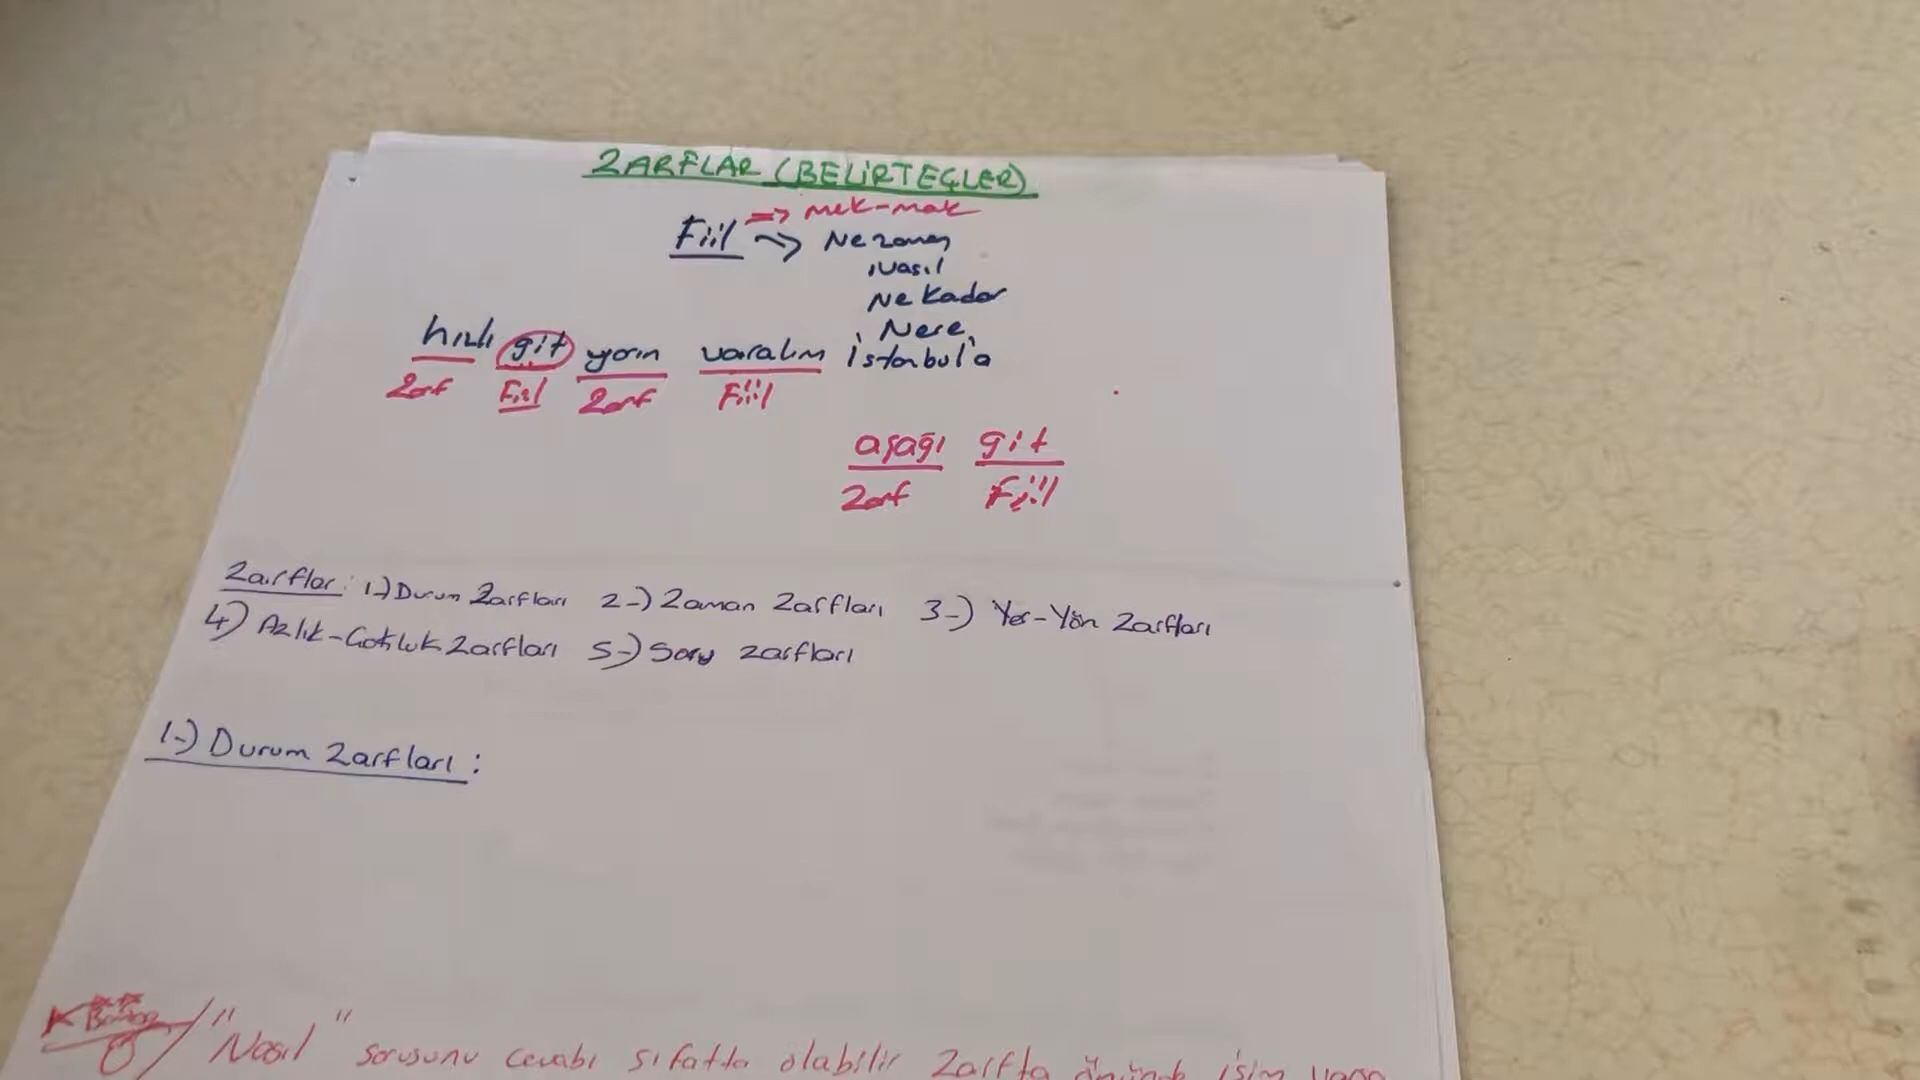 ZARFLAR (BELİRTEÇLER)
Fiil => mek-mak
→ Ne zaman
Nasıl
Ne kadar
Nere
hızlı git yarın varalım İstanbul'a
Zarf Fiil Zarf Fiil
aşağı git
Zarf Fiil
Zarflar: 1-) Durum Zarfları 2-) Zaman Zarfları 3-) Yer-Yön Zarfları
4-) Azlık-Çokluk Zarfları 5-) Soru zarfları
1-) Durum Zarfları:
"Nasıl" sorusunu cevabı sıfatta olabilir Zarfta